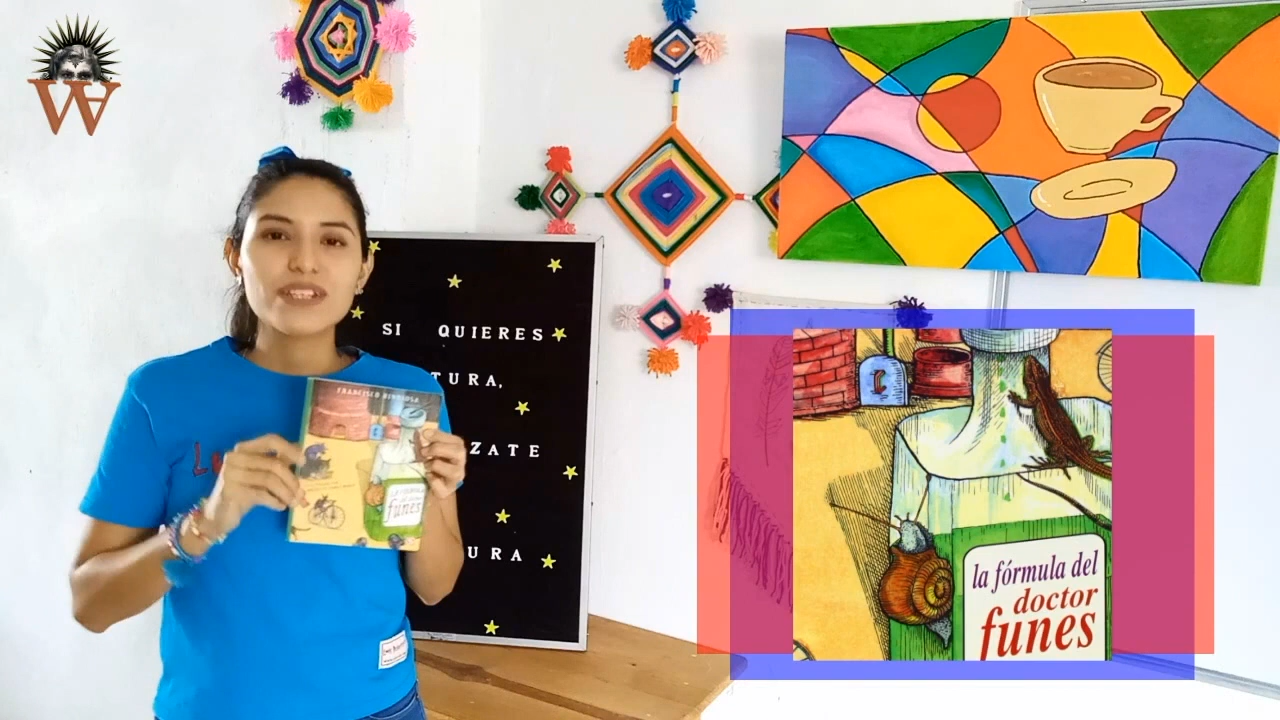 W
SI QUIERES
TURA,
ZATE
URA
FRANCISCO HINOJOSA
LA FÓRMULA
del doctor
funes
la fórmula del
doctor
funes